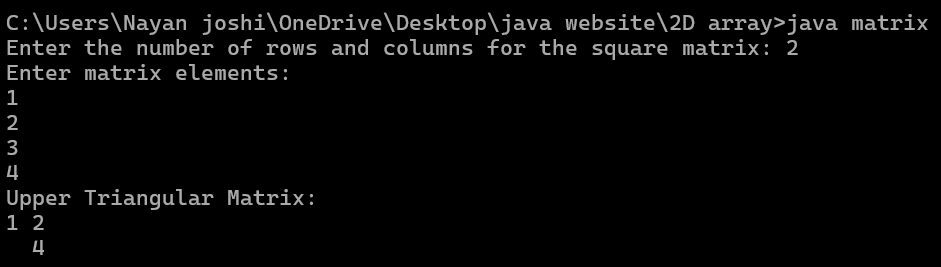 C:\Users\Nayan joshi\OneDrive\Desktop\java website\2D array>java matrix
Enter the number of rows and columns for the square matrix: 2
Enter matrix elements:
1
2
3
4
Upper Triangular Matrix:
1 2
  4